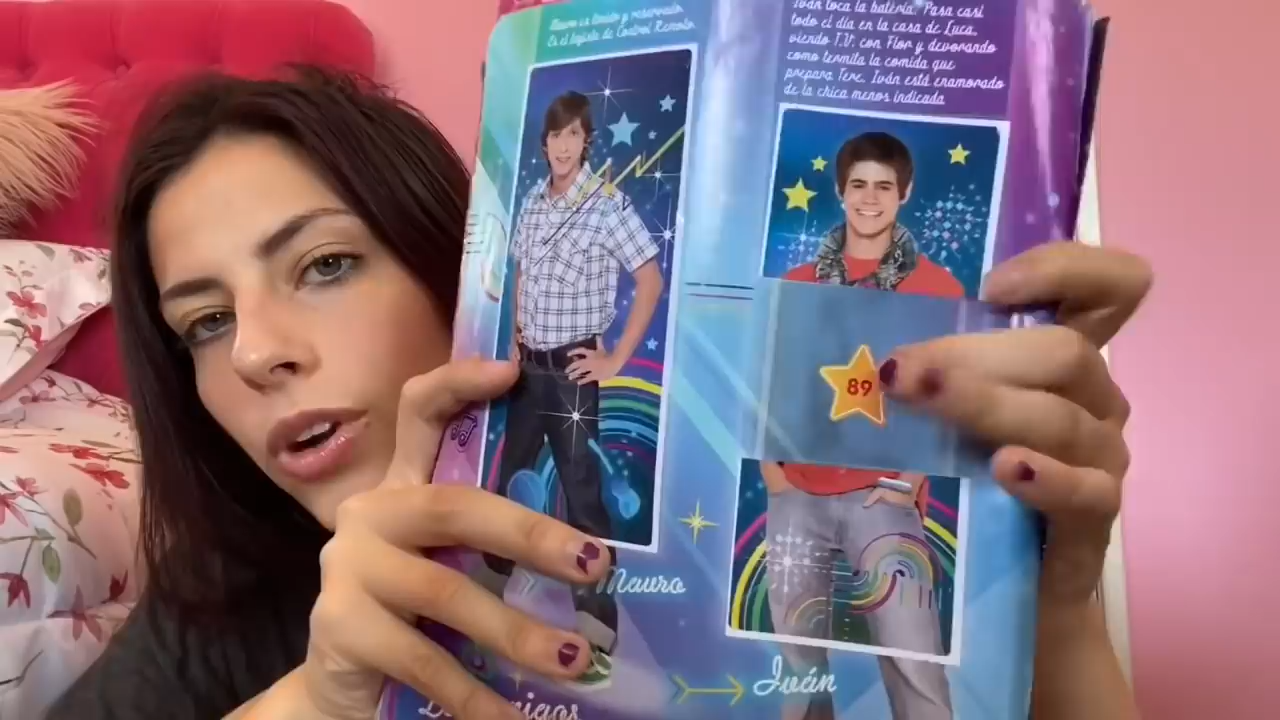 Mauro es tímido y reservado.
Es el bajista de Control Remoto.
Iván toca la batería. Pasa casi
todo el día en la casa de Luca,
viendo T.V. con Flor y devorando
como termita la comida que
prepara Tere. Iván está enamorado
de la chica menos indicada
89
Mauro
Iván